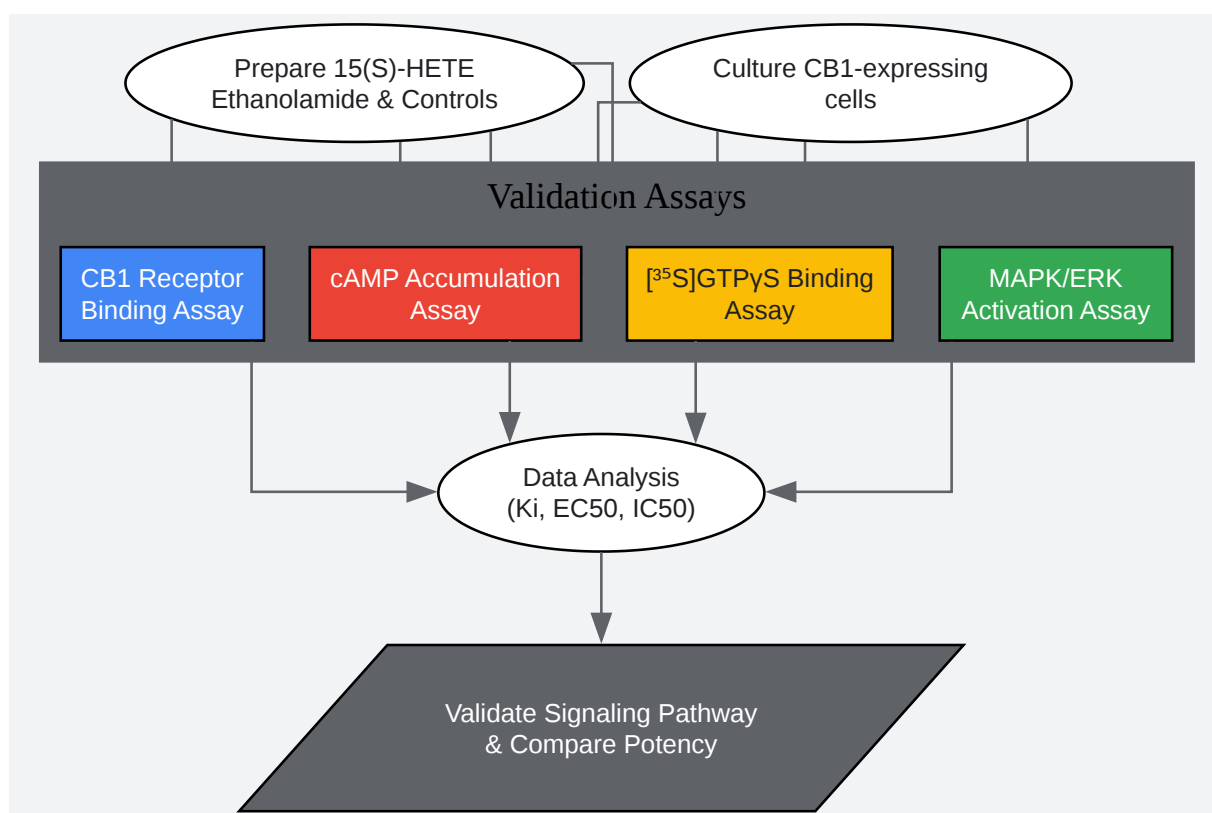 Prepare 15(S)-HETE
Ethanolamide & Controls
Culture CB1-expressing
cells
Validation Assays
CB1 Receptor
Binding Assay
cAMP Accumulation
Assay
[³⁵S]GTPγS Binding
Assay
MAPK/ERK
Activation Assay
Data Analysis
(Ki, EC50, IC50)
Validate Signaling Pathway
& Compare Potency